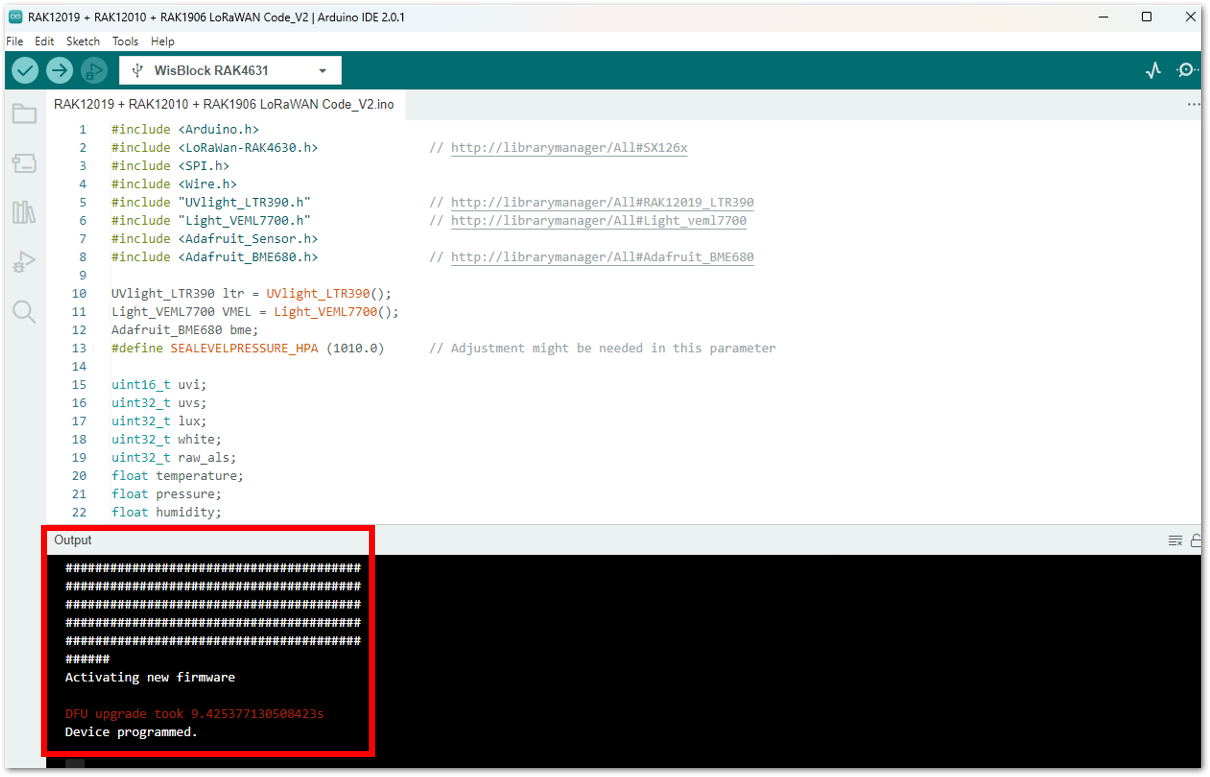 RAK12019 + RAK12010 + RAK1906 LoRaWAN Code_V2 | Arduino IDE 2.0.1
File Edit Sketch Tools Help
WisBlock RAK4631
RAK12019 + RAK12010 + RAK1906 LoRaWAN Code_V2.ino
1 #include <Arduino.h>
2 #include <LoRaWan-RAK4630.h> // http://librarymanager/All#SX126x
3 #include <SPI.h>
4 #include <Wire.h>
5 #include "UVlight_LTR390.h" // http://librarymanager/All#RAK12019_LTR390
6 #include "Light_VEML7700.h" // http://librarymanager/All#Light_veml7700
7 #include <Adafruit_Sensor.h>
8 #include <Adafruit_BME680.h> // http://librarymanager/All#Adafruit_BME680
9
10 UVlight_LTR390 ltr = UVlight_LTR390();
11 Light_VEML7700 VMEL = Light_VEML7700();
12 Adafruit_BME680 bme;
13 #define SEALEVELPRESSURE_HPA (1010.0) // Adjustment might be needed in this parameter
14
15 uint16_t uvi;
16 uint32_t uvs;
17 uint32_t lux;
18 uint32_t white;
19 uint32_t raw_als;
20 float temperature;
21 float pressure;
22 float humidity;
Output
########################################
########################################
########################################
########################################
########################################
######
Activating new firmware
DFU upgrade took 9.425377130508423s
Device programmed.